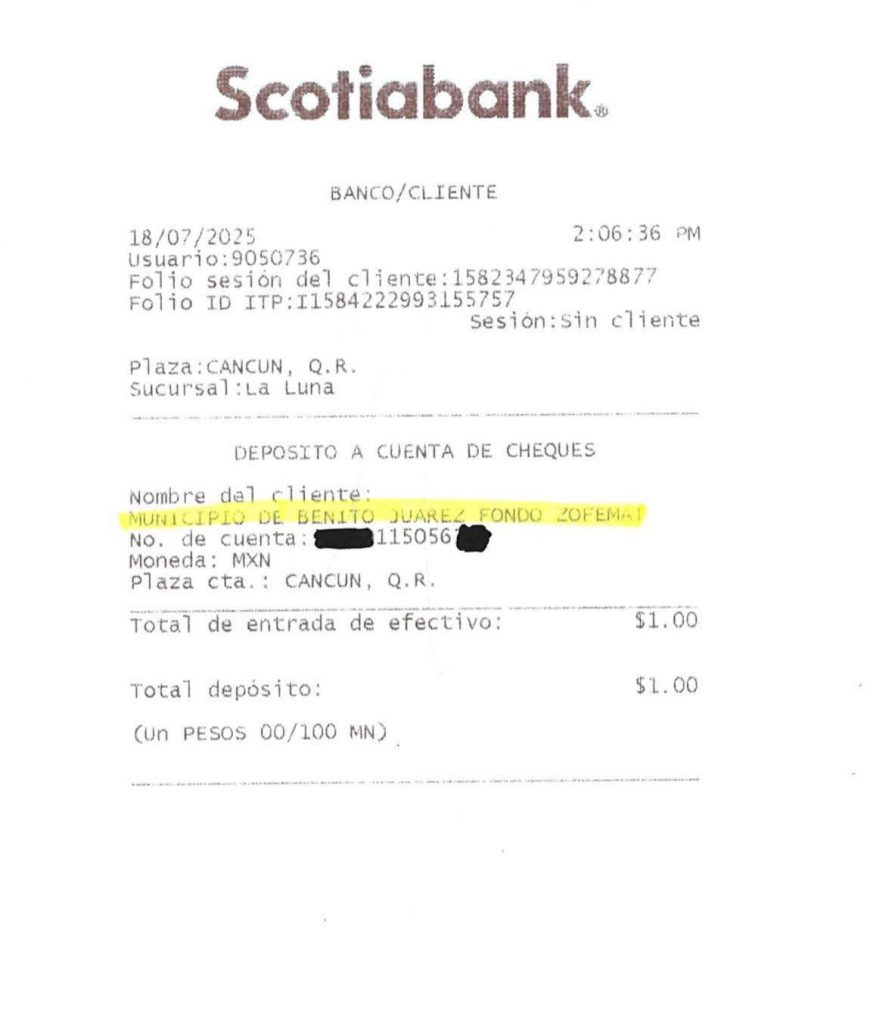 Scotiabank®
BANCO/CLIENTE
18/07/2025 2:06:36 PM
Usuario:9050736
Folio sesión del cliente:1582347959278877
Folio ID ITP:I1584222993155757
Sesión:Sin cliente
Plaza:CANCUN, Q.R.
Sucursal:La Luna
DEPOSITO A CUENTA DE CHEQUES
Nombre del cliente:
MUNICIPIO DE BENITO JUAREZ FONDO ZOFEMAT
No. de cuenta: 115056
Moneda: MXN
Plaza cta.: CANCUN, Q.R.
Total de entrada de efectivo: $1.00
Total depósito: $1.00
(Un PESOS 00/100 MN)